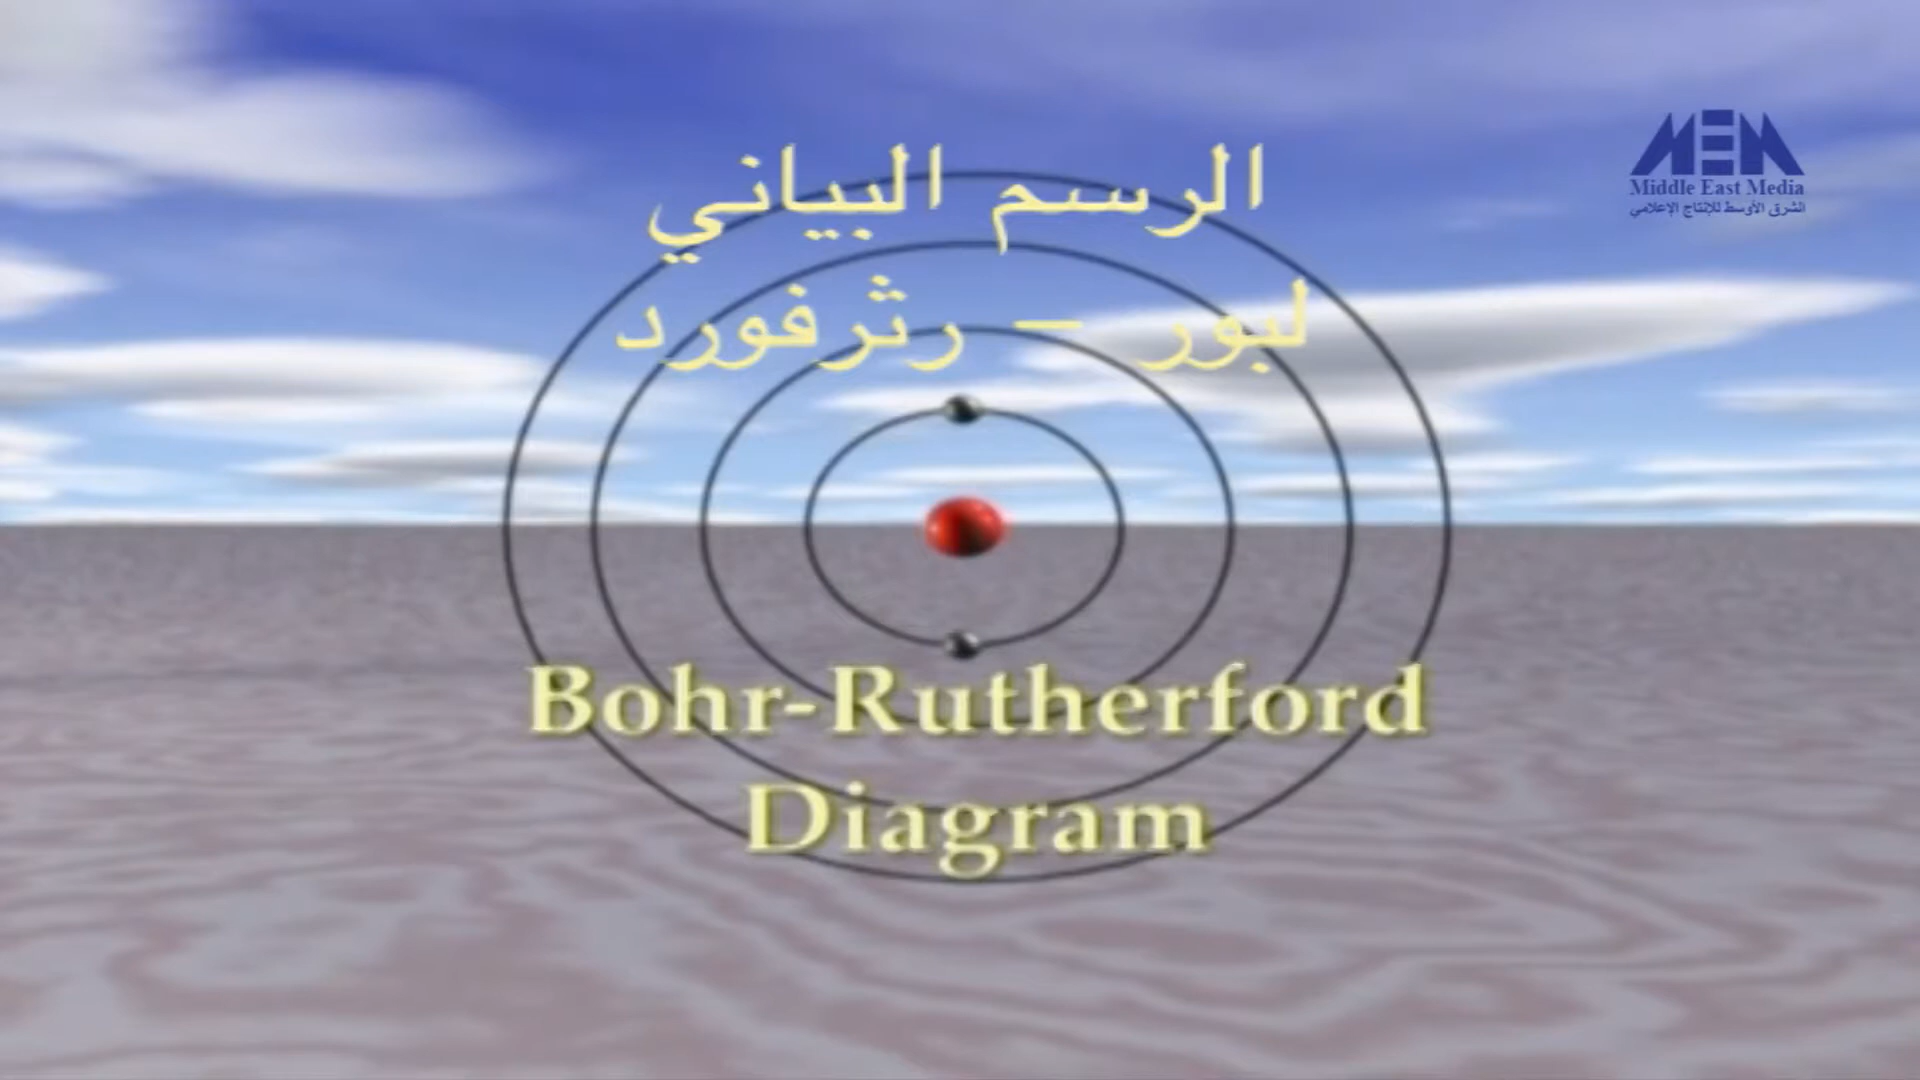 الرسم البياني
لبور – رثرفورد
Bohr-Rutherford
Diagram
MEM
Middle East Media
الشرق الأوسط للإنتاج الإعلامي